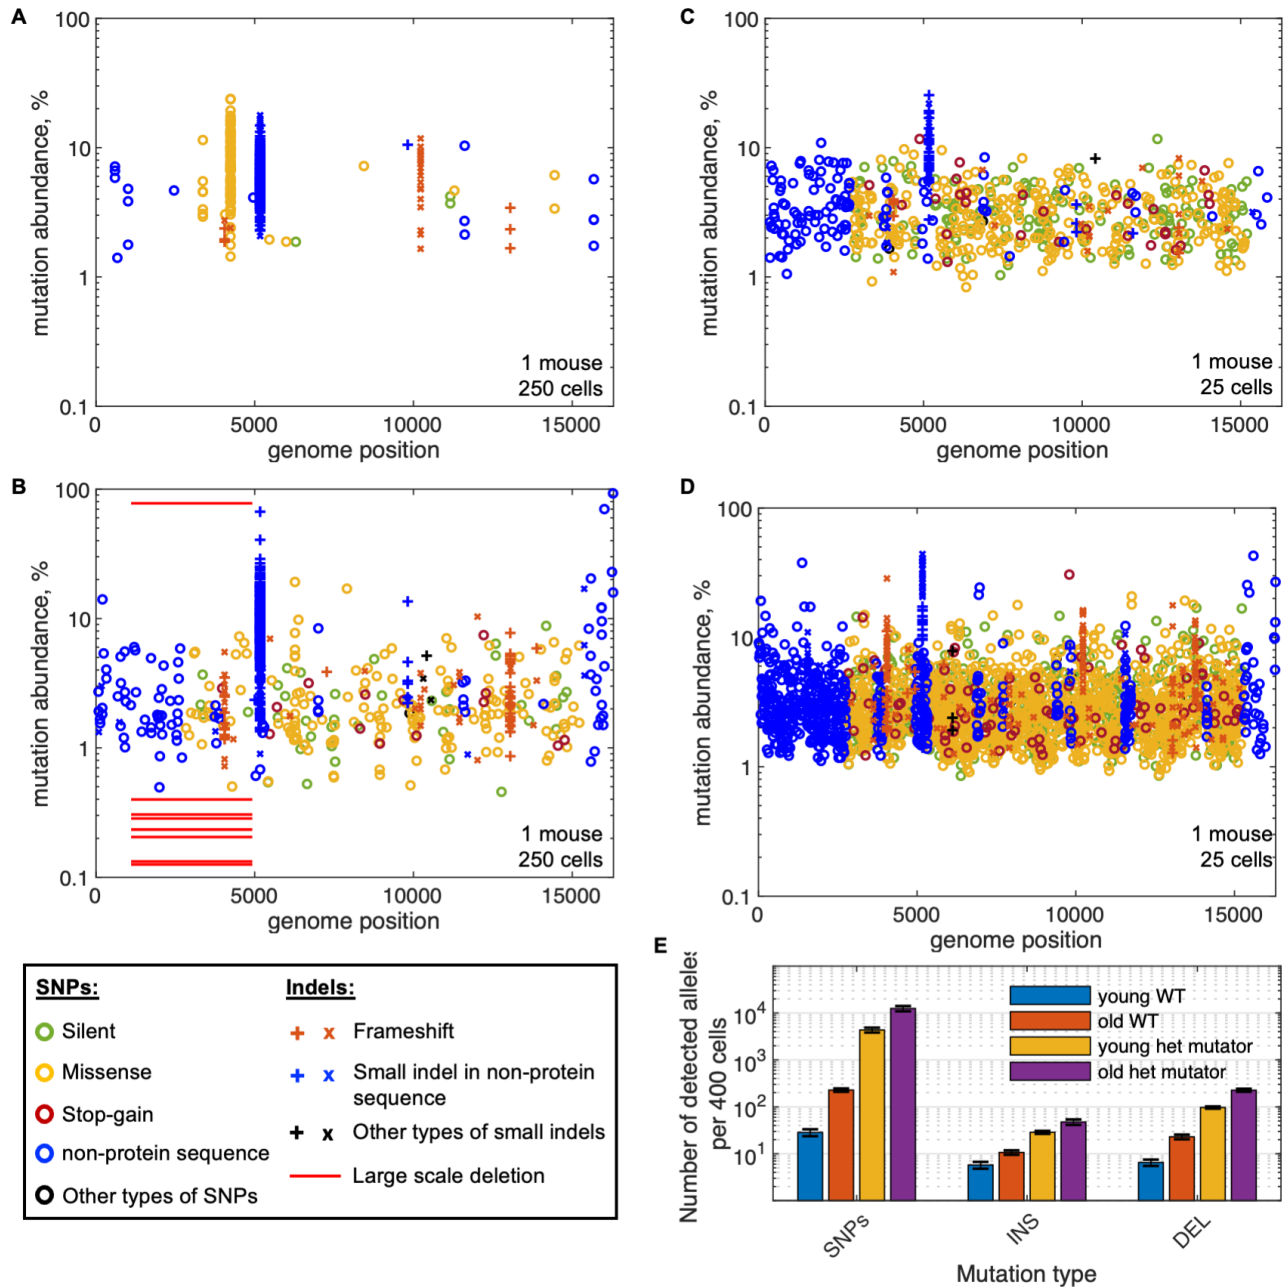 A
100
10
1
0.1
mutation abundance, %
0
5000
10000
15000
genome position
1 mouse
250 cells
C
100
10
1
0.1
mutation abundance, %
0
5000
10000
15000
genome position
1 mouse
25 cells
B
100
10
1
0.1
mutation abundance, %
0
5000
10000
15000
genome position
1 mouse
250 cells
D
100
10
1
0.1
mutation abundance, %
0
5000
10000
15000
genome position
1 mouse
25 cells
SNPs:
Silent
Missense
Stop-gain
non-protein sequence
Other types of SNPs
Indels:
+ x Frameshift
+ x Small indel in non-protein
sequence
+ x Other types of small indels
Large scale deletion
E
Number of detected alleles
per 400 cells
10⁴
10³
10²
10¹
young WT
old WT
young het mutator
old het mutator
SNPs
INS
DEL
Mutation type